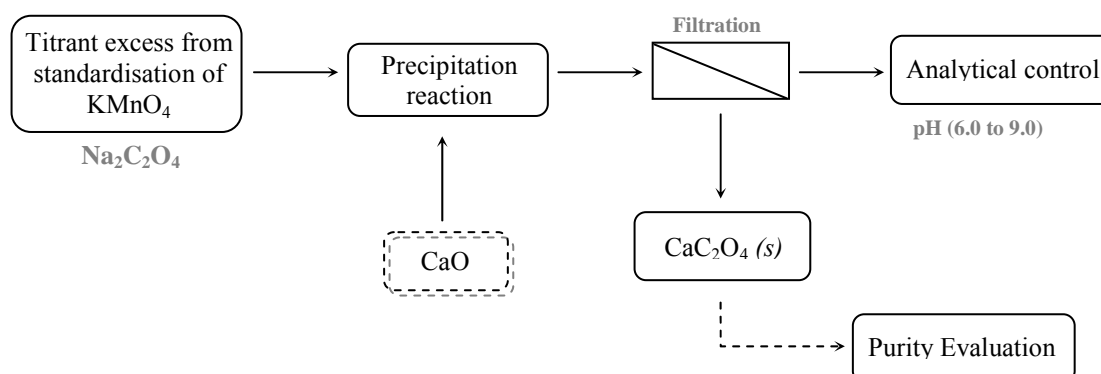 Titrant excess from
standardisation of
KMnO₄
Na₂C₂O₄
Precipitation
reaction
CaO
Filtration
Analytical control
pH (6.0 to 9.0)
CaC₂O₄ (s)
Purity Evaluation